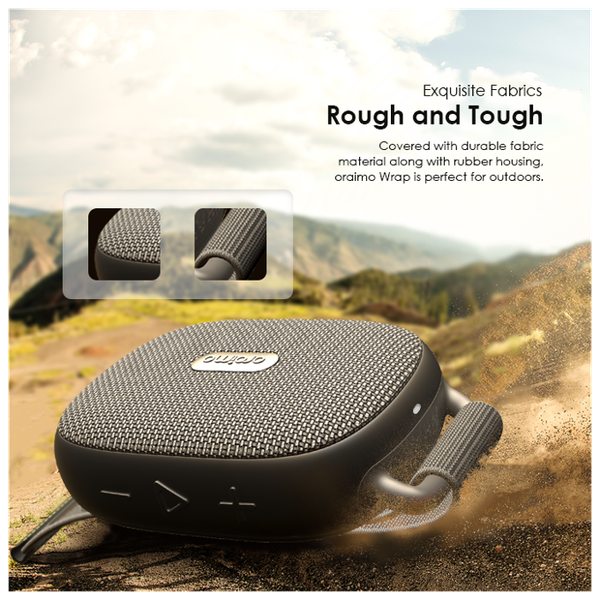 Exquisite Fabrics
Rough and Tough
Covered with durable fabric
material along with rubber housing,
oraimo Wrap is perfect for outdoors.
oraimo